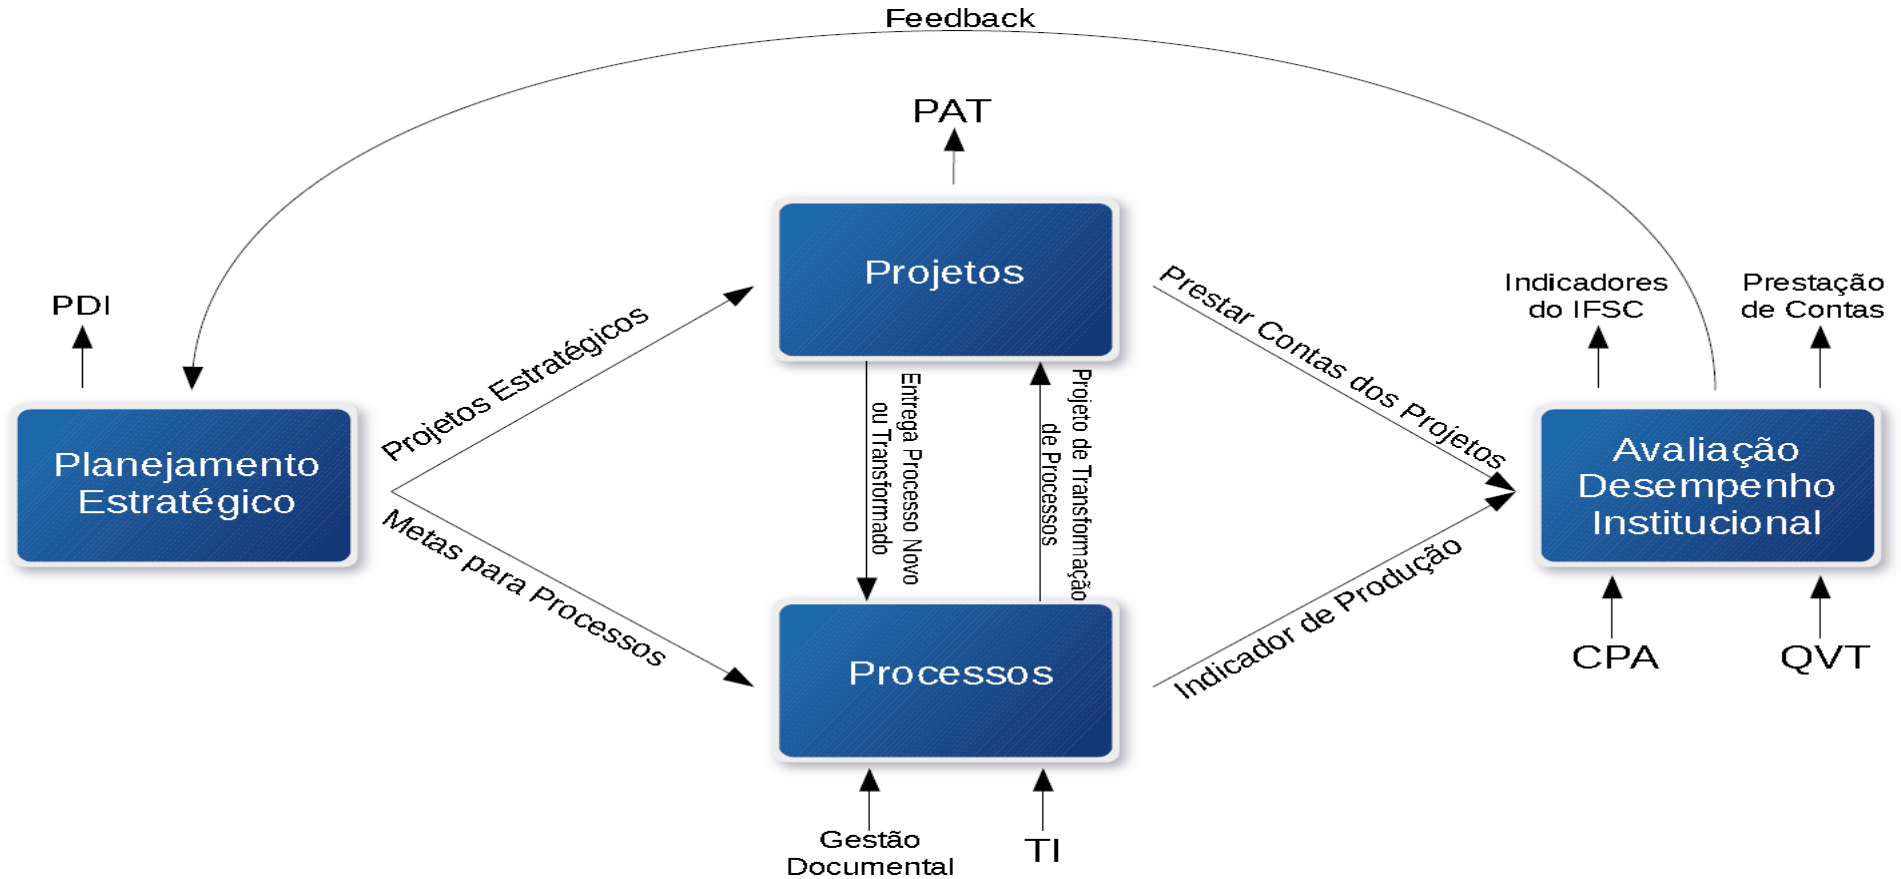 Feedback
PAT
Projetos
PDI
Projetos Estratégicos
Prestar Contas dos Projetos
Indicadores
do IFSC
Prestação
de Contas
Entrega Processo Novo
ou Transformado
Projeto de Transformação
de Processos
Planejamento
Estratégico
Avaliação
Desempenho
Institucional
Metas para Processos
Indicador de Produção
Processos
CPA
QVT
Gestão
Documental
TI